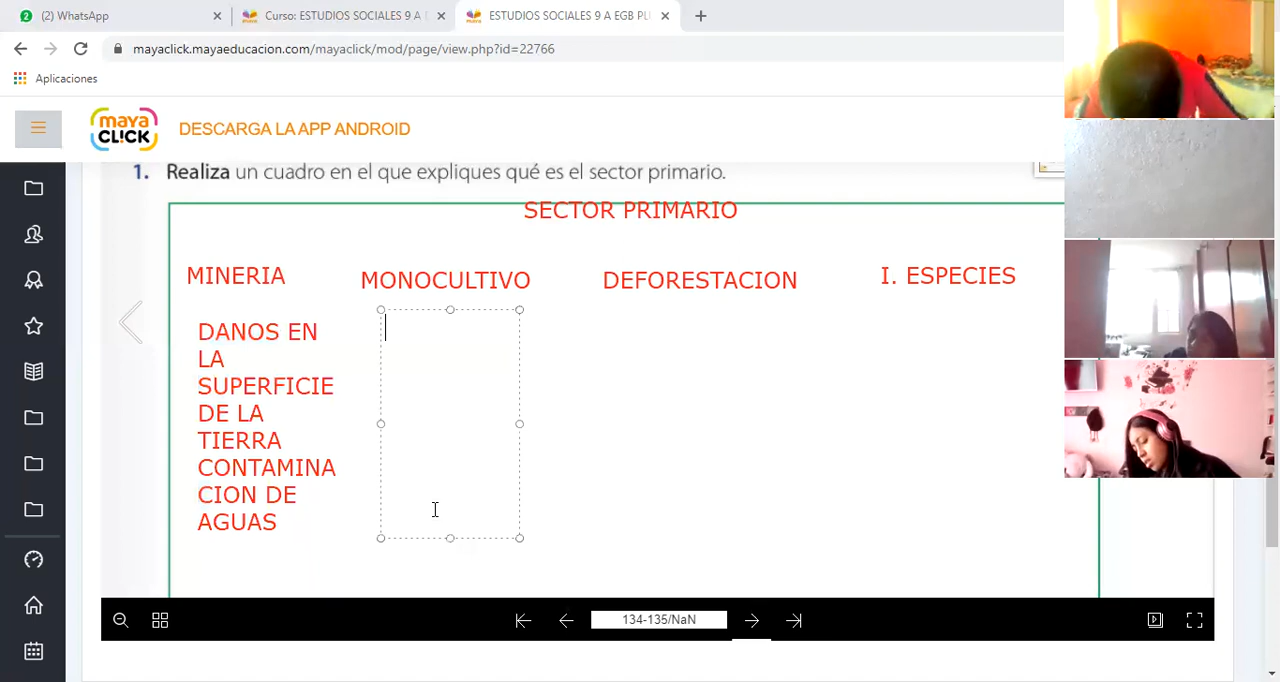 (2) WhatsApp
Curso: ESTUDIOS SOCIALES 9 A
ESTUDIOS SOCIALES 9 A EGB PL
mayaclick.mayaeducacion.com/mayaclick/mod/page/view.php?id=22766
Aplicaciones
maya
CLICK
DESCARGA LA APP ANDROID
1. Realiza un cuadro en el que expliques qué es el sector primario.
SECTOR PRIMARIO
MINERIA
MONOCULTIVO
DEFORESTACION
I. ESPECIES
DANOS EN
LA
SUPERFICIE
DE LA
TIERRA
CONTAMINA
CION DE
AGUAS
134-135/NaN